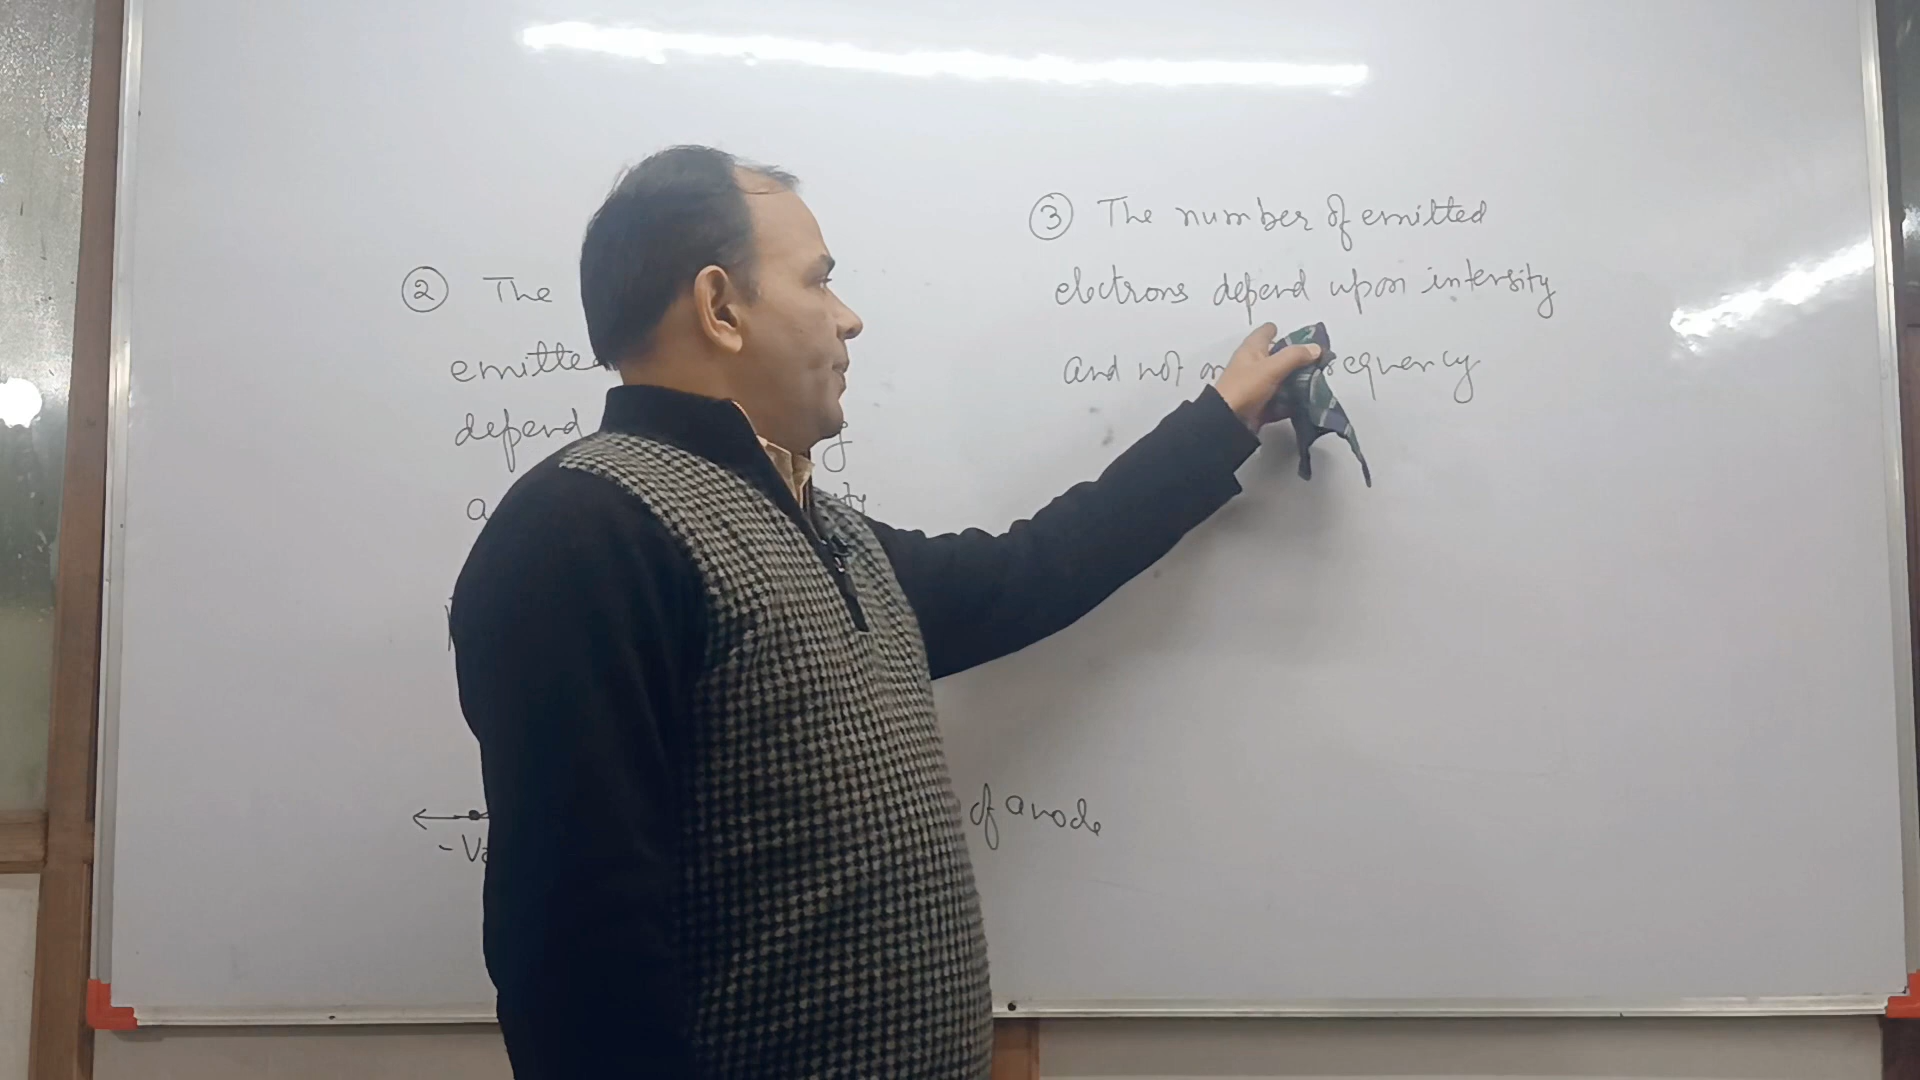 ② The
emitted
depend
a
-Va
of anode
③ The number of emitted
electrons depend upon intensity
and not on frequency